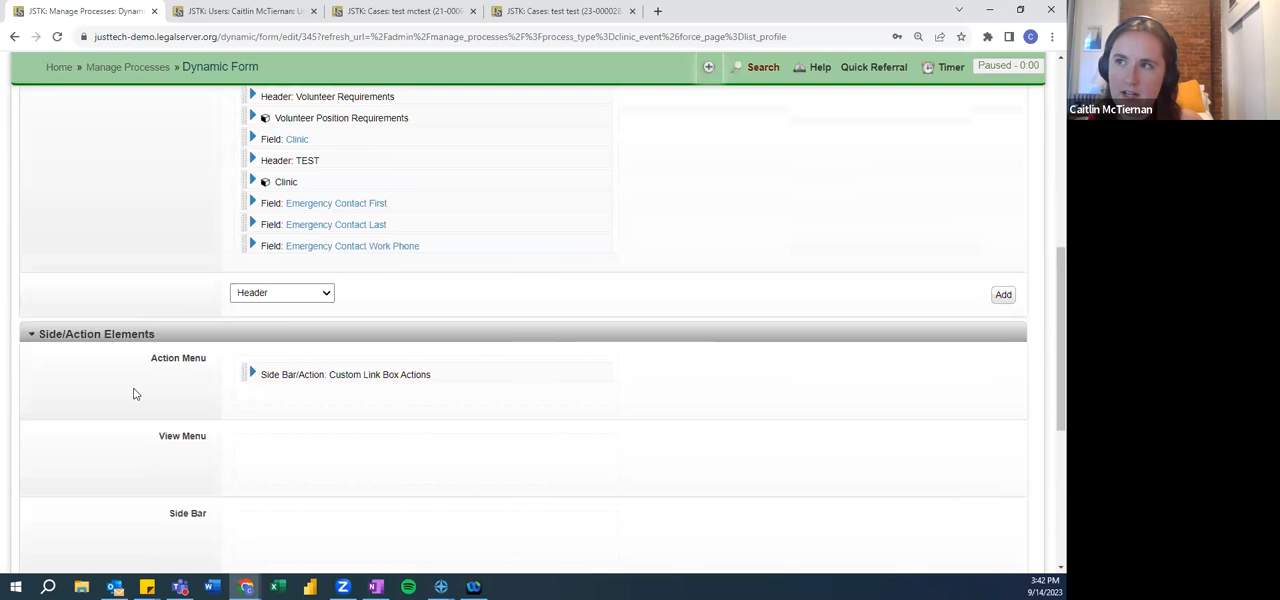 JSTK: Manage Processes: Dynami
JSTK: Users: Caitlin McTiernan: U
JSTK: Cases: test mctest (21-000
JSTK: Cases: test test (23-000028
justtech-demo.legalserver.org/dynamic/form/edit/345?refresh_url=%2Fadmin%2Fmanage_processes%2F%3Fprocess_type%3Dclinic_event%26force_page%3Dlist_profile
C
Home » Manage Processes » Dynamic Form
Search
Help
Quick Referral
Timer
Paused - 0:00
Header: Volunteer Requirements
Volunteer Position Requirements
Field: Clinic
Header: TEST
Clinic
Field: Emergency Contact First
Field: Emergency Contact Last
Field: Emergency Contact Work Phone
Header
Add
Side/Action Elements
Action Menu
Side Bar/Action: Custom Link Box Actions
View Menu
Side Bar
Caitlin McTiernan
3:42 PM
9/14/2023